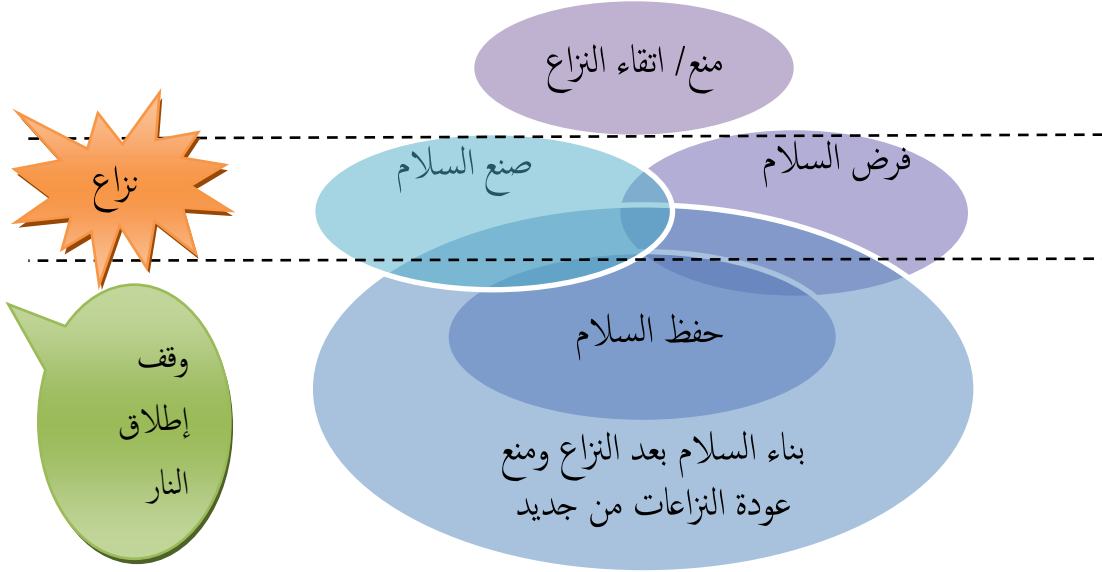 منع/ اتقاء النزاع
فرض السلام
صنع السلام
نزاع
حفظ السلام
وقف
إطلاق
النار
بناء السلام بعد النزاع ومنع
عودة النزاعات من جديد